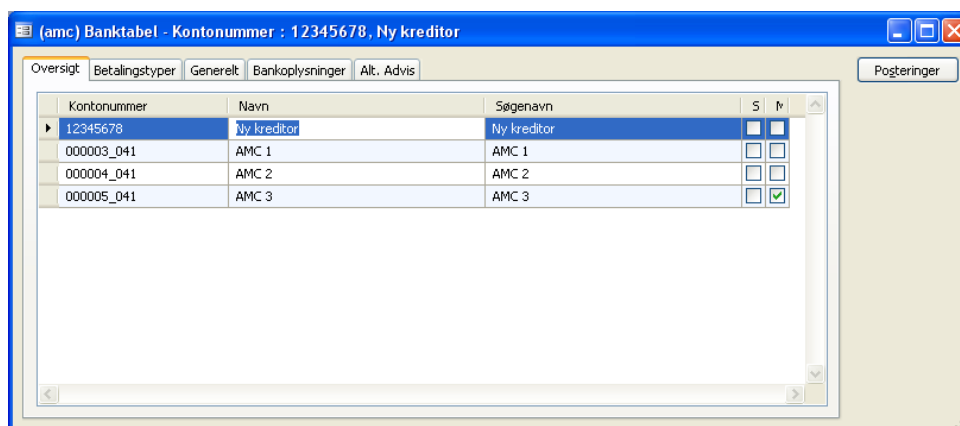 (amc) Banktabel - Kontonummer : 12345678, Ny kreditor
Oversigt Betalingstyper Generelt Bankoplysninger Alt. Advis Posteringer
Kontonummer Navn Søgenavn S
12345678 Ny kreditor Ny kreditor
000003_041 AMC 1 AMC 1
000004_041 AMC 2 AMC 2
000005_041 AMC 3 AMC 3